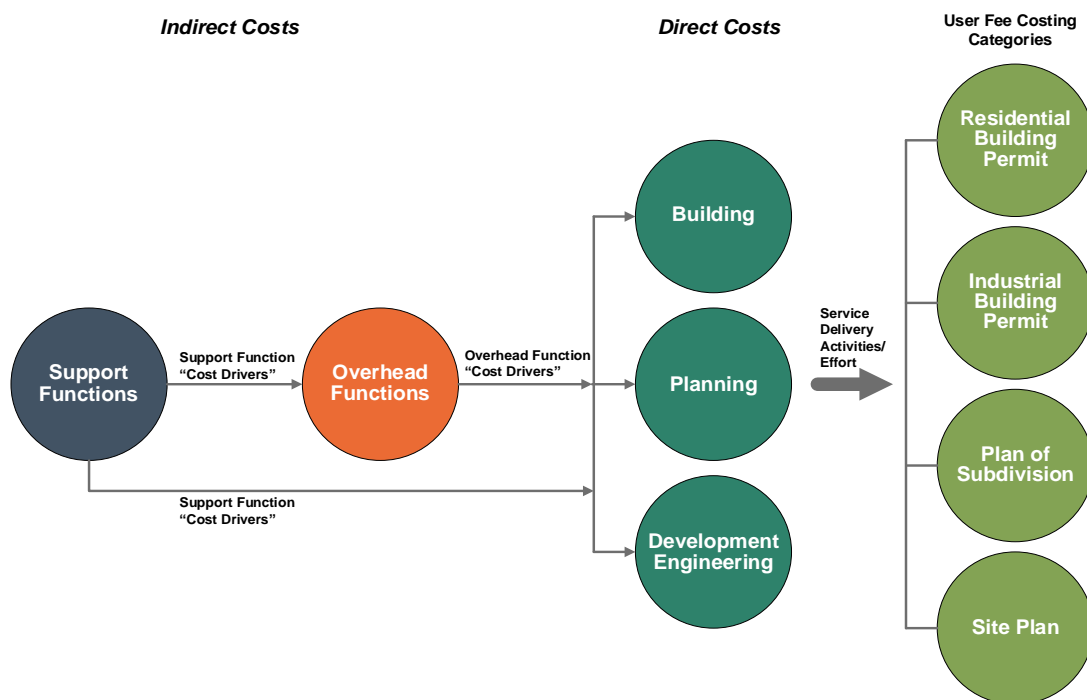 Indirect Costs
Direct Costs
User Fee Costing
Categories
Residential
Building
Permit
Building
Industrial
Building
Permit
Service
Delivery
Activities/
Effort
Support
Functions
Support Function
“Cost Drivers”
Overhead
Functions
Overhead Function
“Cost Drivers”
Planning
Plan of
Subdivision
Support Function
“Cost Drivers”
Development
Engineering
Site Plan